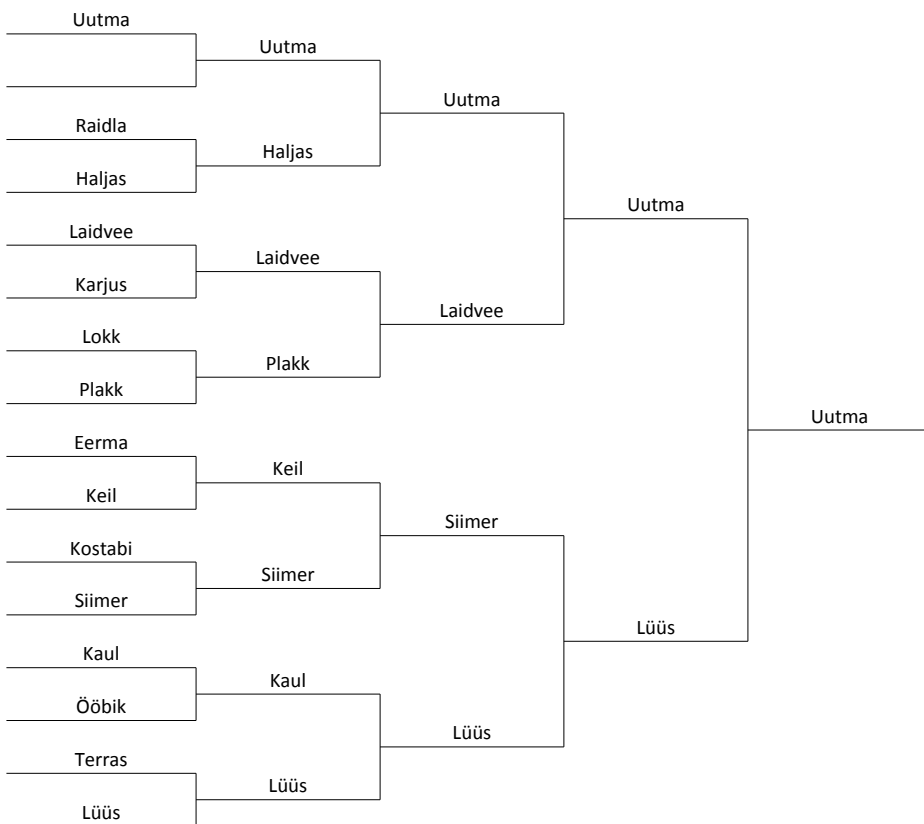 Uutma
Uutma
Uutma
Raidla
Haljas
Haljas
Uutma
Laidvee
Laidvee
Karjus
Laidvee
Lokk
Plakk
Plakk
Uutma
Eerma
Keil
Keil
Siimer
Kostabi
Siimer
Siimer
Lüüs
Kaul
Kaul
Ööbik
Lüüs
Terras
Lüüs
Lüüs